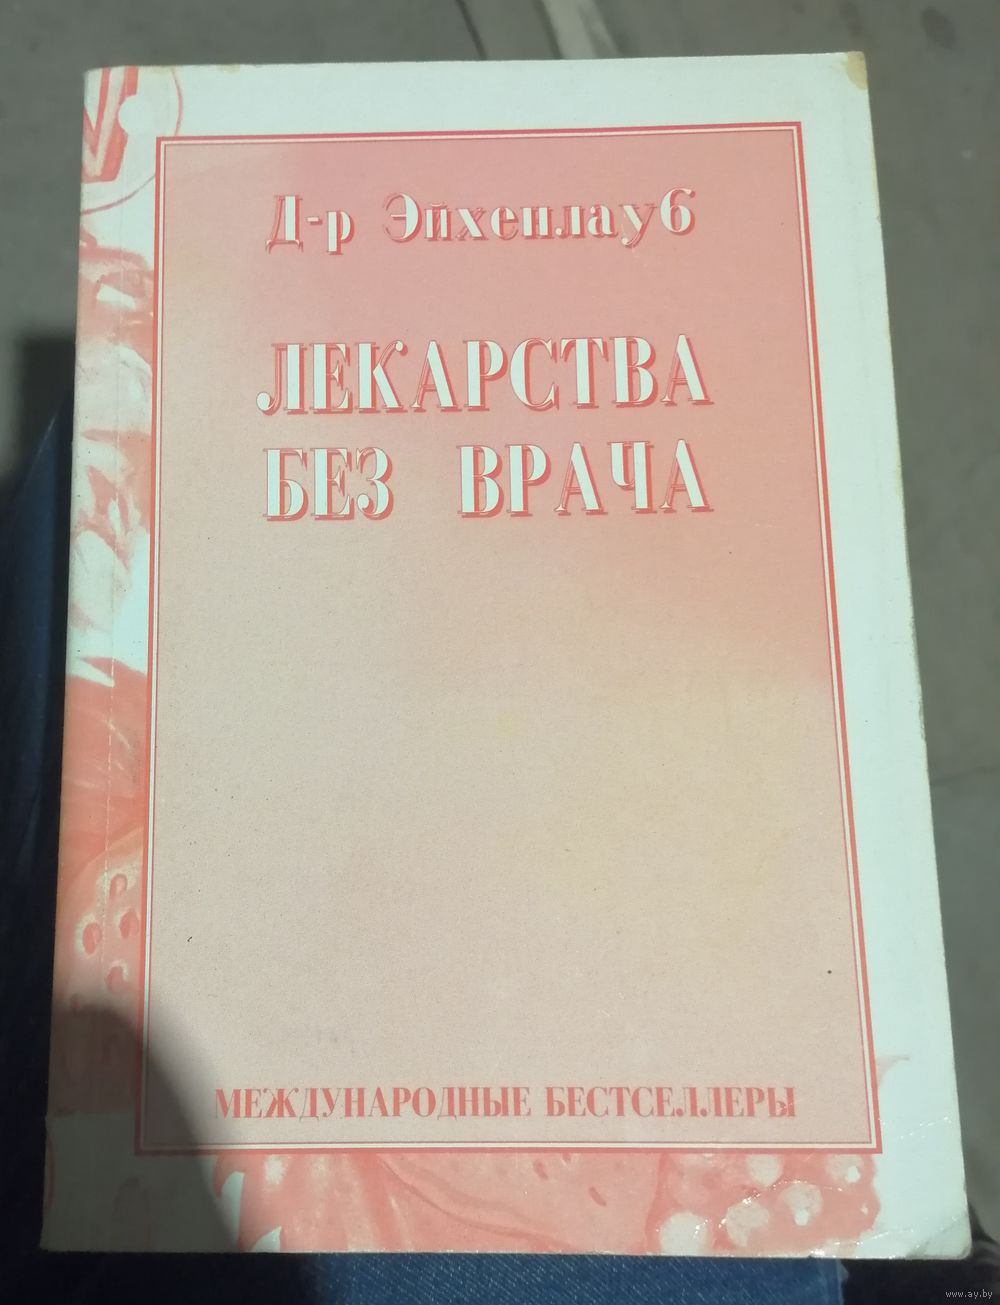 Д-р Эйхенлауб
ЛЕКАРСТВА
БЕЗ ВРАЧА
МЕЖДУНАРОДНЫЕ БЕСТСЕЛЛЕРЫ
www.ay.by